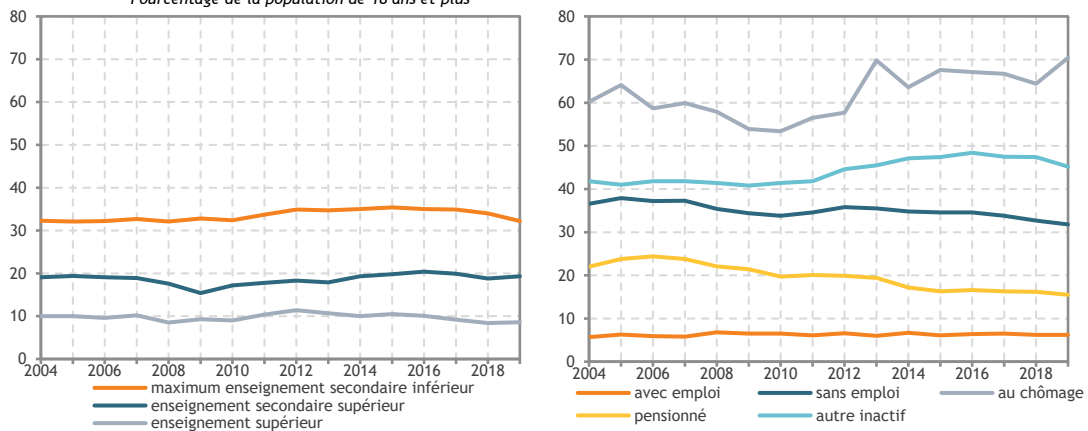 Pourcentage de la population de 18 ans et plus
80
70
60
50
40
30
20
10
0
2004 2006 2008 2010 2012 2014 2016 2018
maximum enseignement secondaire inférieur
enseignement secondaire supérieur
enseignement supérieur
80
70
60
50
40
30
20
10
0
2004 2006 2008 2010 2012 2014 2016 2018
avec emploi sans emploi au chômage
pensionné autre inactif